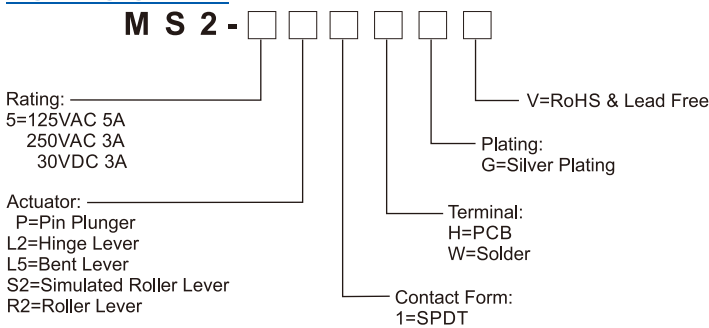 MS2-
Rating:
5=125VAC 5A
250VAC 3A
30VDC 3A
Actuator:
P=Pin Plunger
L2=Hinge Lever
L5=Bent Lever
S2=Simulated Roller Lever
R2=Roller Lever
V=RoHS & Lead Free
Plating:
G=Silver Plating
Terminal:
H=PCB
W=Solder
Contact Form:
1=SPDT